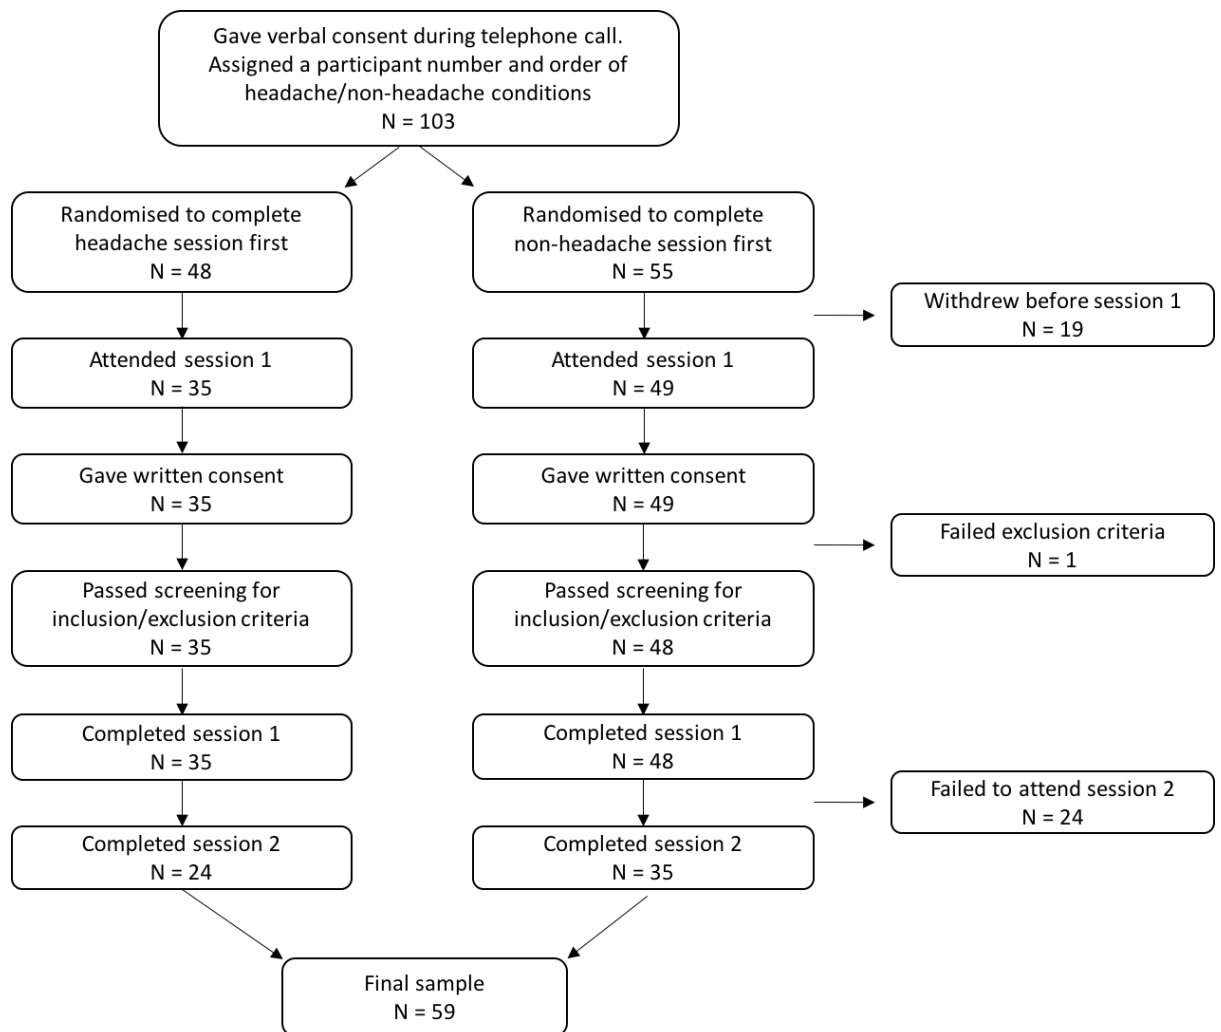 Gave verbal consent during telephone call.
Assigned a participant number and order of
headache/non-headache conditions
N = 103
Randomised to complete
headache session first
N = 48
Randomised to complete
non-headache session first
N = 55
Withdrew before session 1
N = 19
Attended session 1
N = 35
Attended session 1
N = 49
Gave written consent
N = 35
Gave written consent
N = 49
Failed exclusion criteria
N = 1
Passed screening for
inclusion/exclusion criteria
N = 35
Passed screening for
inclusion/exclusion criteria
N = 48
Completed session 1
N = 35
Completed session 1
N = 48
Failed to attend session 2
N = 24
Completed session 2
N = 24
Completed session 2
N = 35
Final sample
N = 59